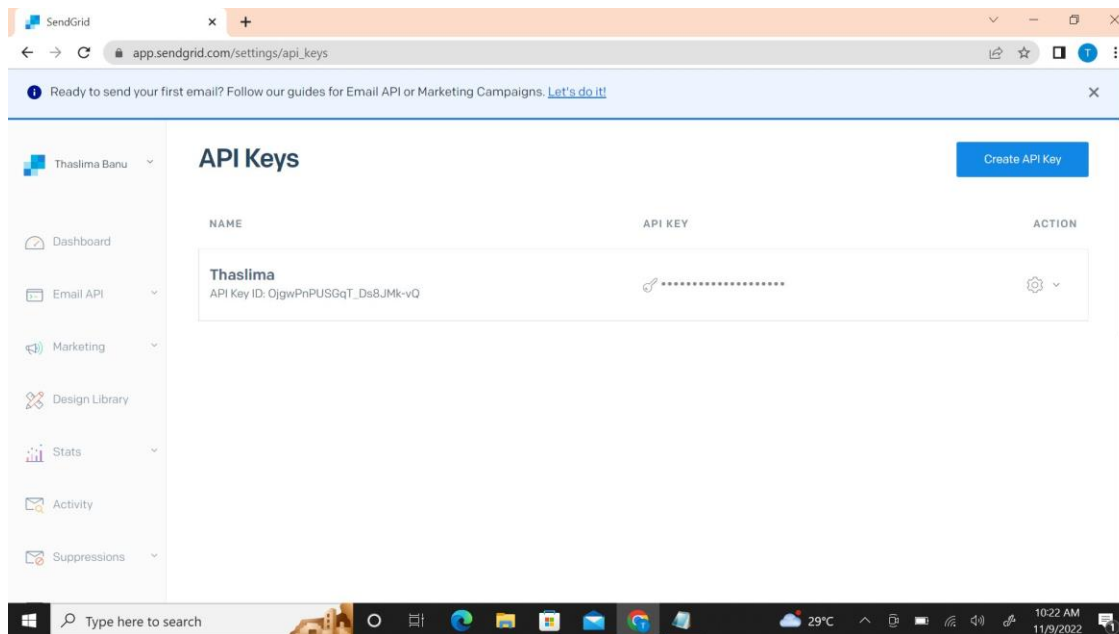 SendGrid
app.sendgrid.com/settings/api_keys
Ready to send your first email? Follow our guides for Email API or Marketing Campaigns. Let's do it!
Thaslima Banu
API Keys
Create API Key
NAME API KEY ACTION
Dashboard
Thaslima
API Key ID: OjgwPnPUSGqT_Ds8JMk-vQ
Email API
Marketing
Design Library
Stats
Activity
Suppressions
Type here to search
29°C
10:22 AM
11/9/2022